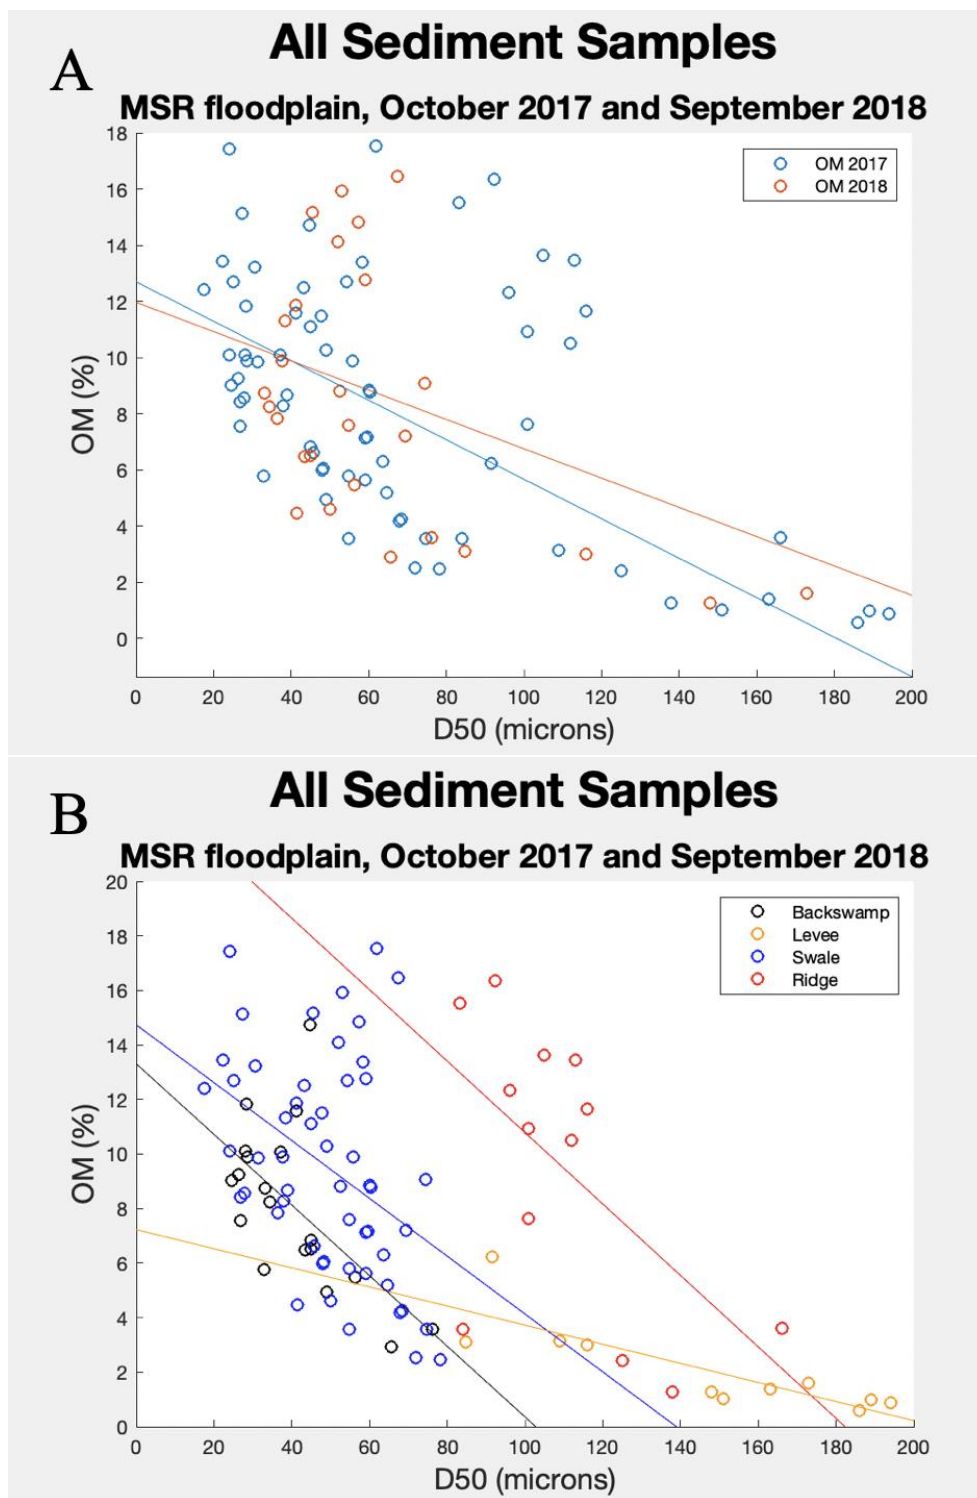 A
All Sediment Samples
MSR floodplain, October 2017 and September 2018
18
16
14
12
10
8
6
4
2
0
OM (%)
OM 2017
OM 2018
0 20 40 60 80 100 120 140 160 180 200
D50 (microns)
B
All Sediment Samples
MSR floodplain, October 2017 and September 2018
20
18
16
14
12
10
8
6
4
2
0
OM (%)
Backswamp
Levee
Swale
Ridge
0 20 40 60 80 100 120 140 160 180 200
D50 (microns)